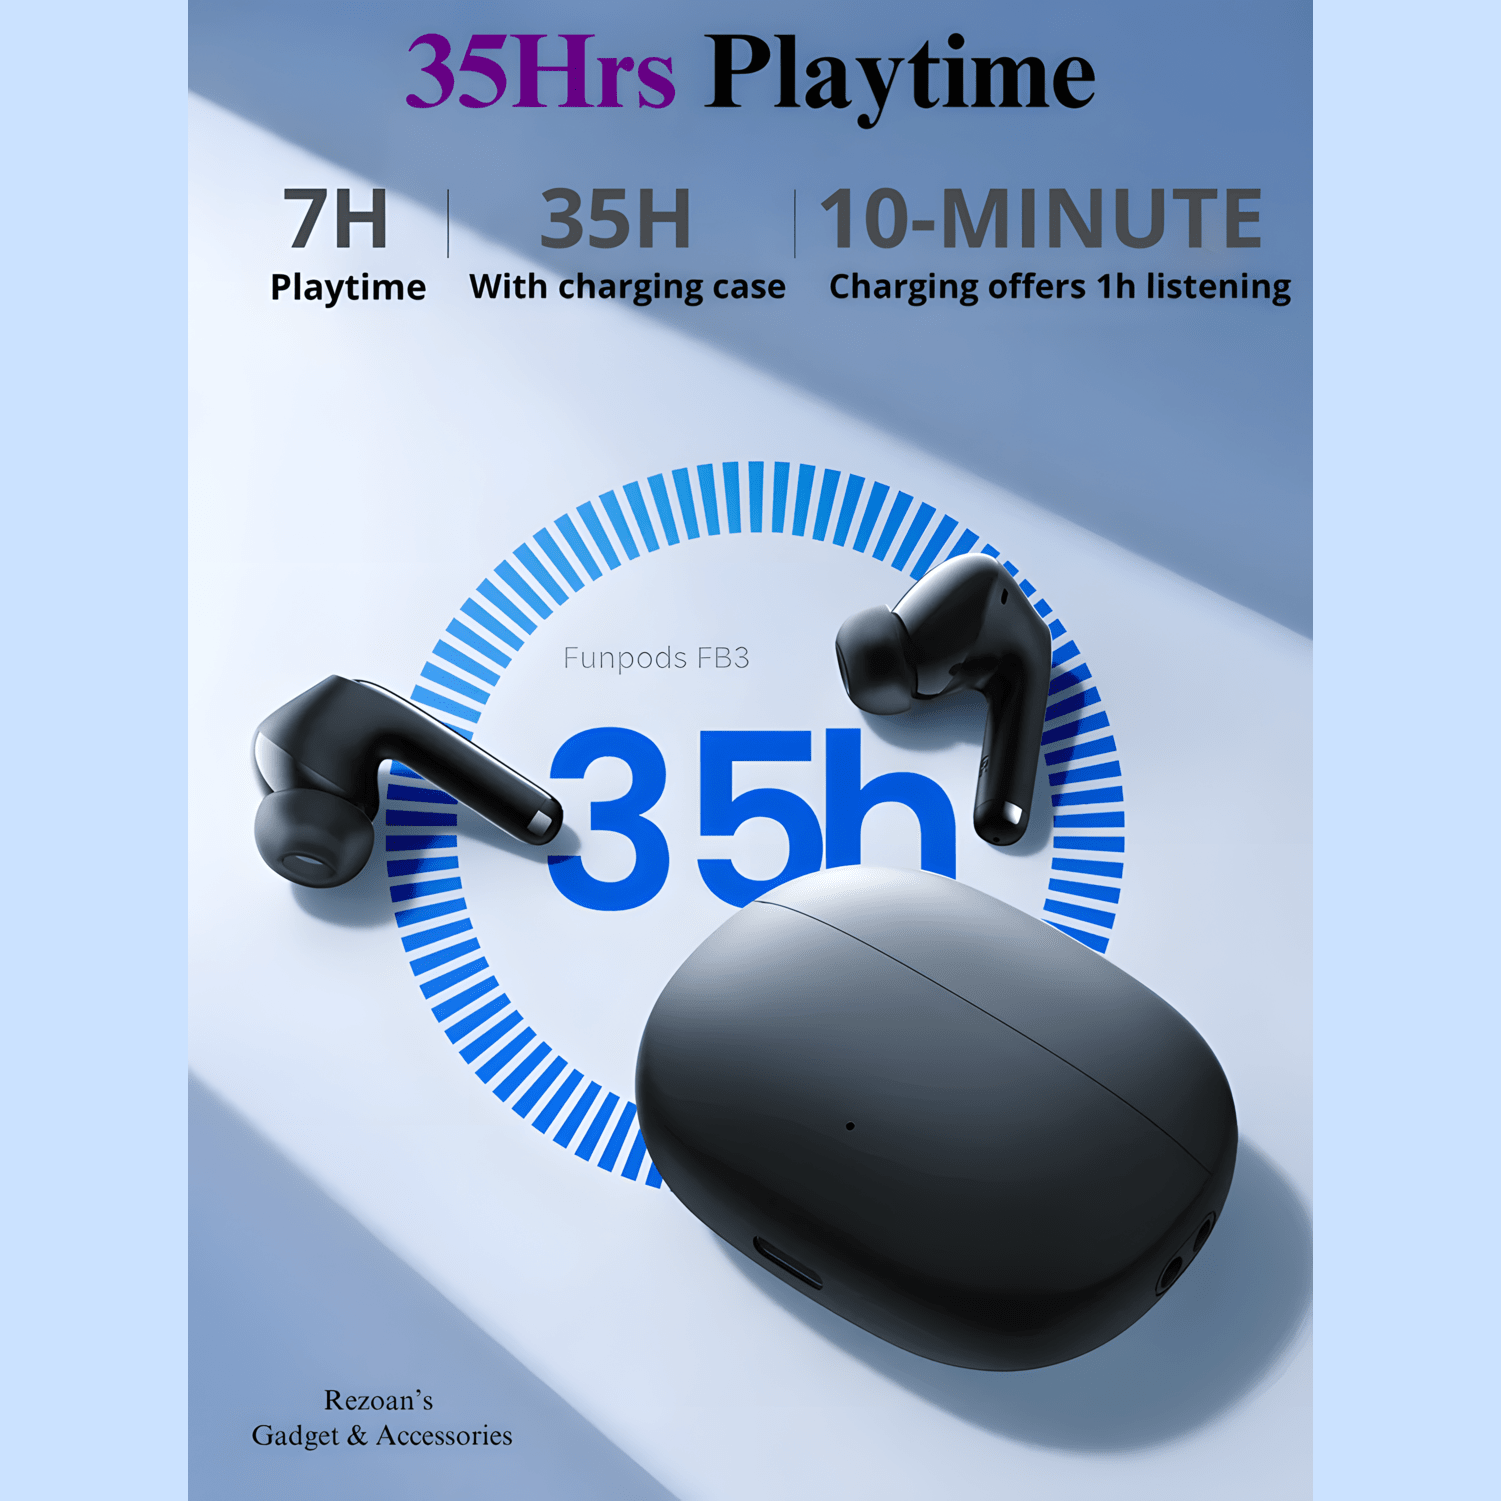 35Hrs Playtime
7H
Playtime
35H
With charging case
10-MINUTE
Charging offers 1h listening
Funpods FB3
35h
Rezoan’s
Gadget & Accessories